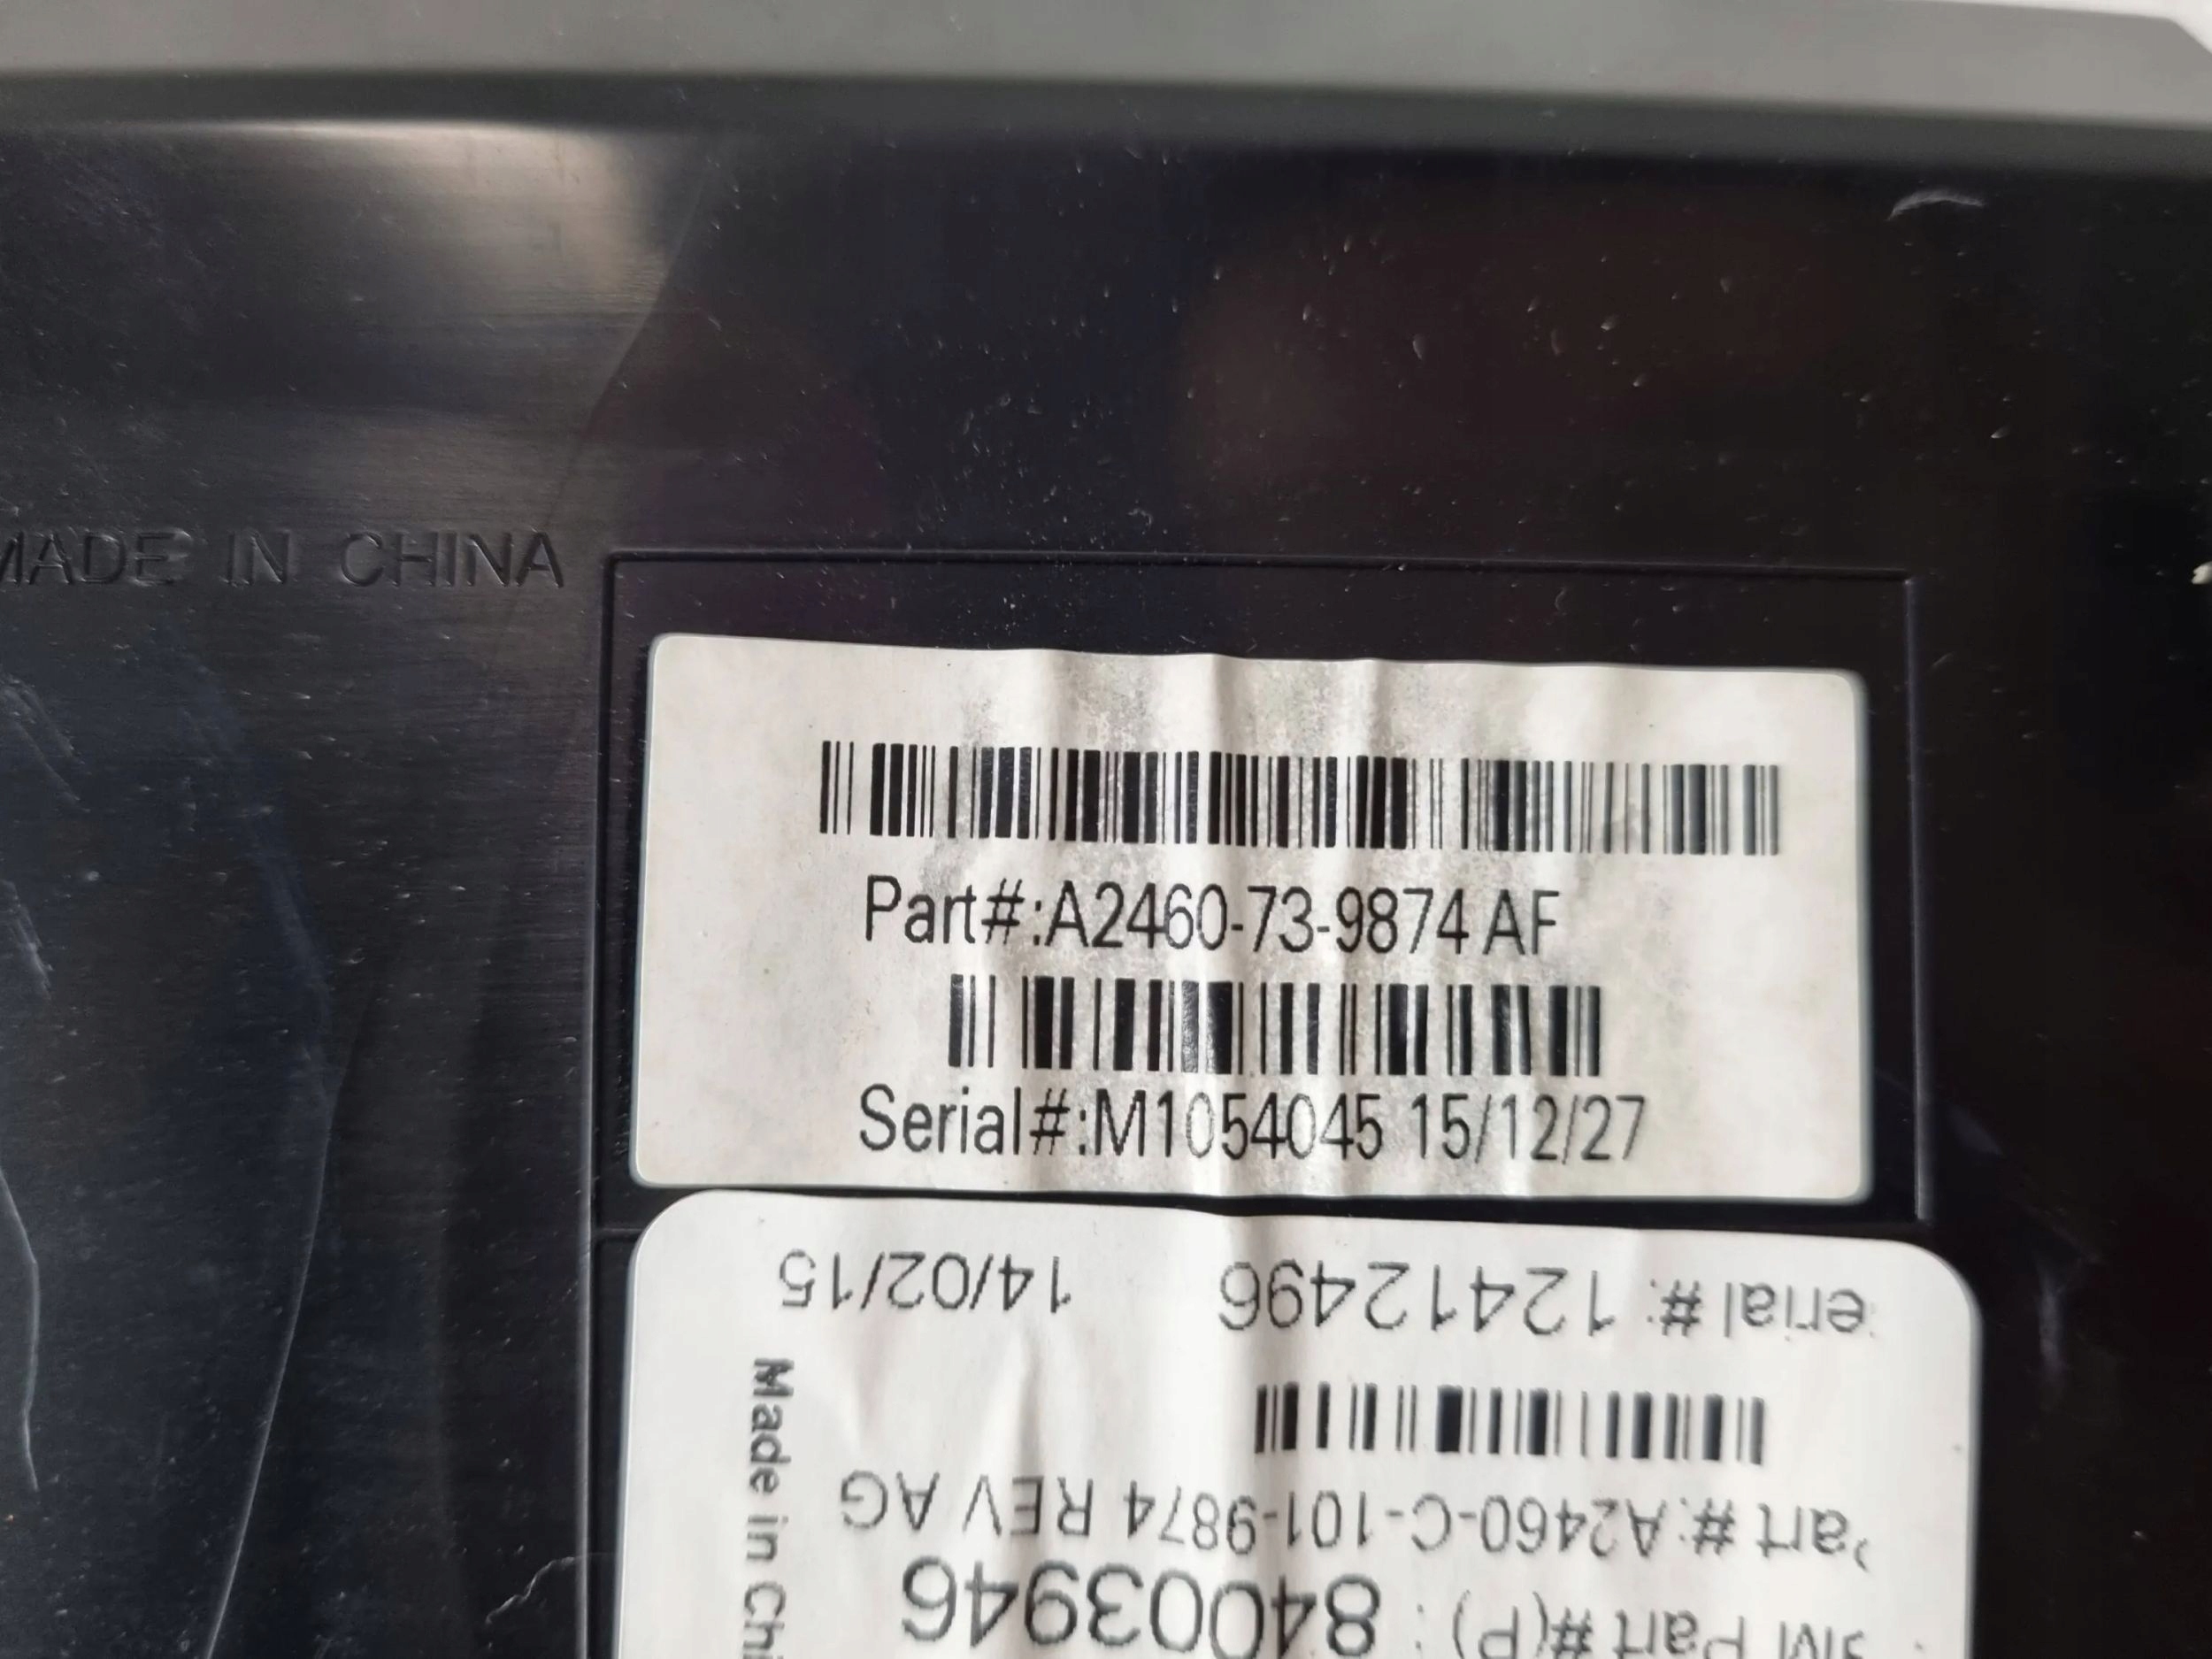 MADE IN CHINA
Part#:A2460-73-9874 AF
Serial#:M1054045 15/12/27
erial #: 12412496 14/02/15
art #:A2460-C-101-9874 REV AG
Part #(P) : 84003946
Made in Chi